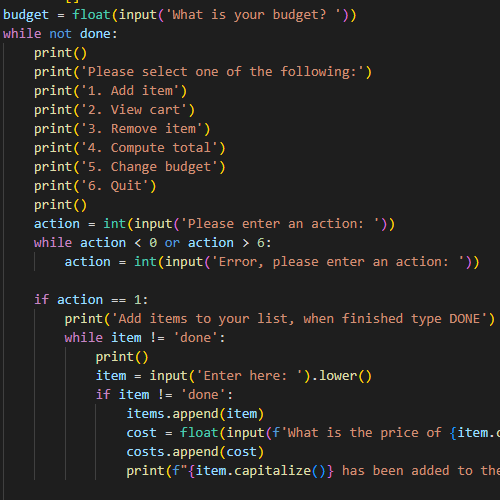 []
budget = float(input('What is your budget? '))
while not done:
    print()
    print('Please select one of the following:')
    print('1. Add item')
    print('2. View cart')
    print('3. Remove item')
    print('4. Compute total')
    print('5. Change budget')
    print('6. Quit')
    print()
    action = int(input('Please enter an action: '))
    while action < 0 or action > 6:
        action = int(input('Error, please enter an action: '))
    if action == 1:
        print('Add items to your list, when finished type DONE')
        while item != 'done':
            print()
            item = input('Enter here: ').lower()
            if item != 'done':
                items.append(item)
                cost = float(input(f'What is the price of {item.c
                costs.append(cost)
                print(f"{item.capitalize()} has been added to the